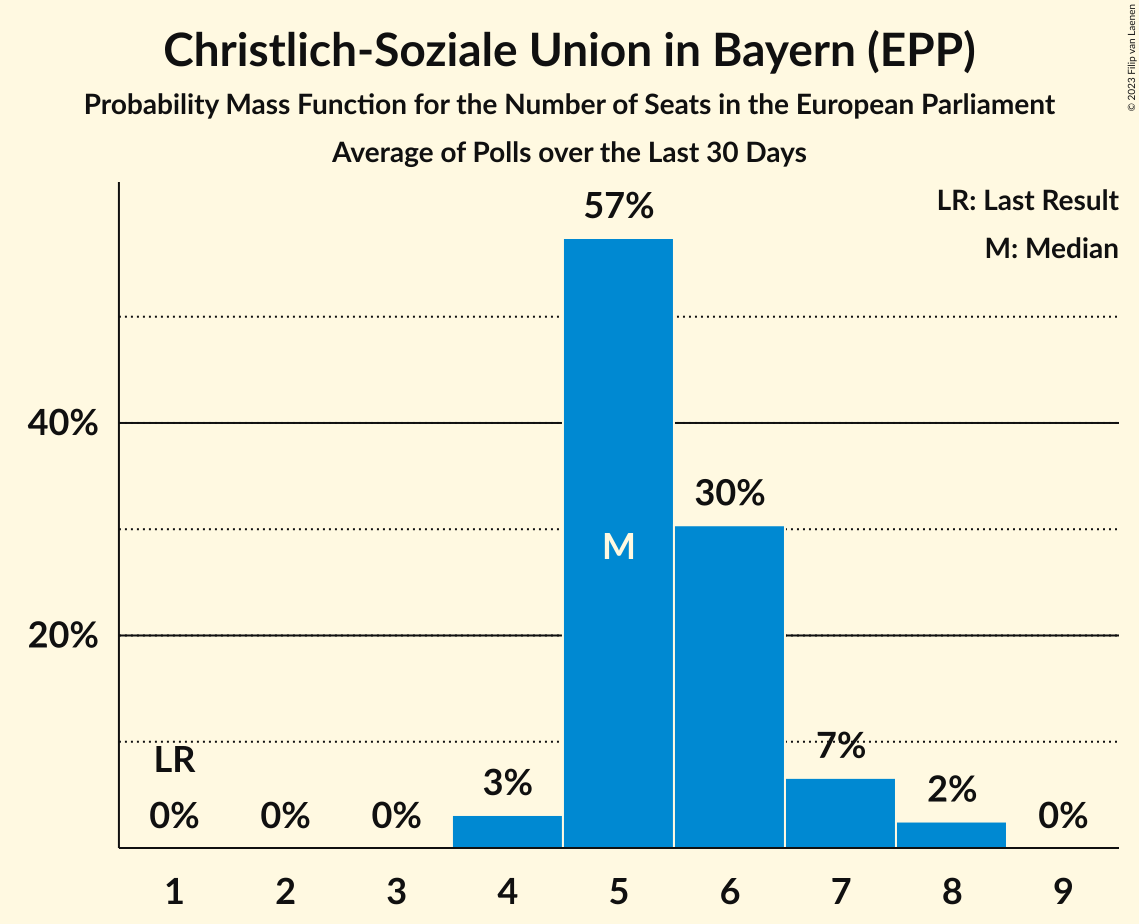 Christlich-Soziale Union in Bayern (EPP)
Probability Mass Function for the Number of Seats in the European Parliament
Average of Polls over the Last 30 Days
© 2023 Filip van Laenen
LR: Last Result
M: Median
57%
40%
30%
M
20%
LR
7%
3%
2%
0% 0% 0% 0%
1 2 3 4 5 6 7 8 9